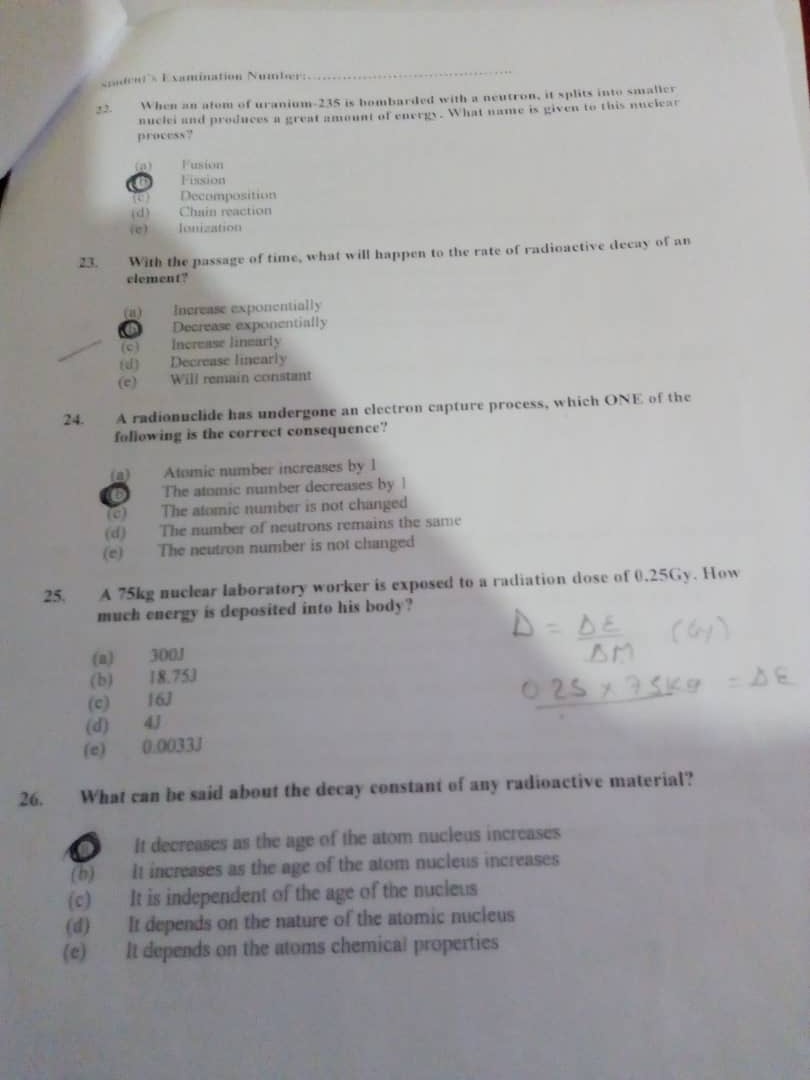 Student's Examination Number:..............................................
22. When an atom of uranium-235 is bombarded with a neutron, it splits into smaller
nuclei and produces a great amount of energy. What name is given to this nuclear
process?
(a) Fusion
(b) Fission
(c) Decomposition
(d) Chain reaction
(e) Ionization
23. With the passage of time, what will happen to the rate of radioactive decay of an
element?
(a) Increase exponentially
(b) Decrease exponentially
(c) Increase linearly
(d) Decrease linearly
(e) Will remain constant
24. A radionuclide has undergone an electron capture process, which ONE of the
following is the correct consequence?
(a) Atomic number increases by 1
(b) The atomic number decreases by 1
(c) The atomic number is not changed
(d) The number of neutrons remains the same
(e) The neutron number is not changed
25. A 75kg nuclear laboratory worker is exposed to a radiation dose of 0.25Gy. How
much energy is deposited into his body?
D = ΔE (Gy)
ΔM
0.25 x 75Kg = ΔE
(a) 300J
(b) 18.75J
(c) 16J
(d) 4J
(e) 0.0033J
26. What can be said about the decay constant of any radioactive material?
It decreases as the age of the atom nucleus increases
(b) It increases as the age of the atom nucleus increases
(c) It is independent of the age of the nucleus
(d) It depends on the nature of the atomic nucleus
(e) It depends on the atoms chemical properties